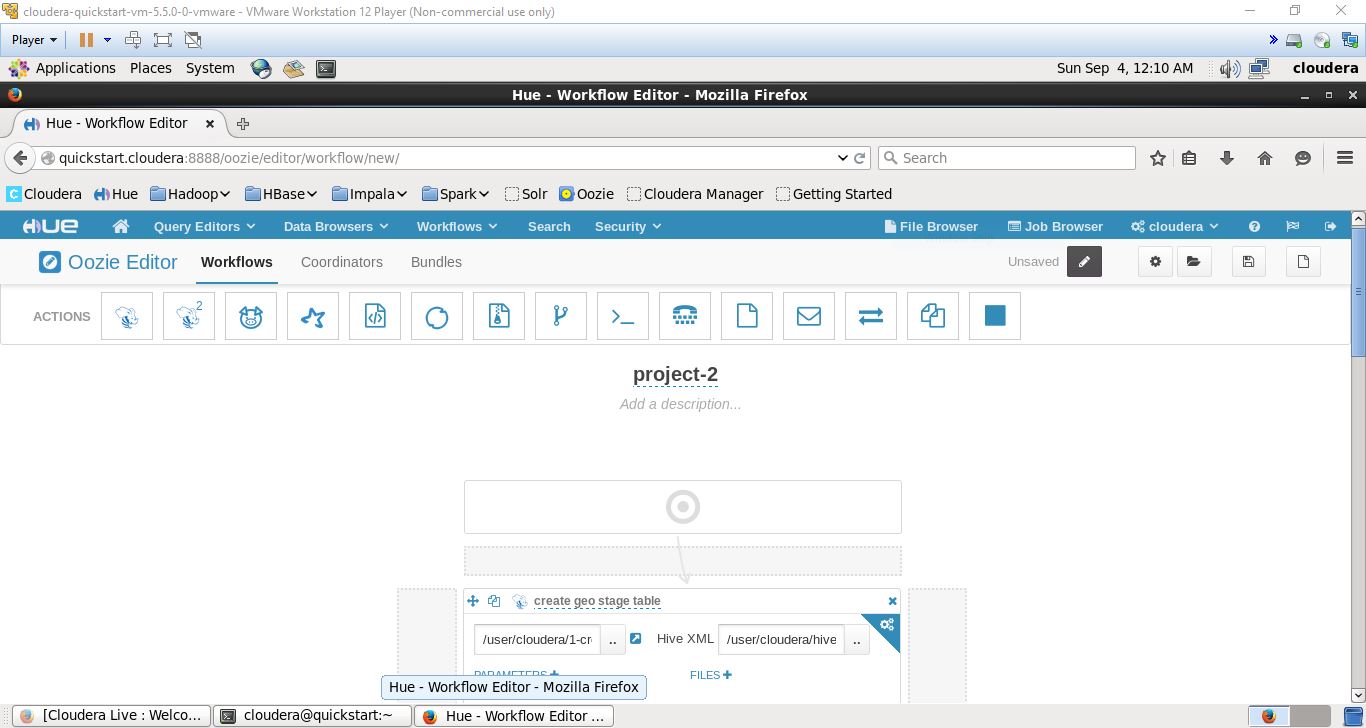 cloudera-quickstart-vm-5.5.0-0-vmware - VMware Workstation 12 Player (Non-commercial use only)
Player
Applications Places System Sun Sep 4, 12:10 AM cloudera
Hue - Workflow Editor - Mozilla Firefox
Hue - Workflow Editor
quickstart.cloudera:8888/oozie/editor/workflow/new/ Search
Cloudera Hue Hadoop HBase Impala Spark Solr Oozie Cloudera Manager Getting Started
HUE Query Editors Data Browsers Workflows Search Security File Browser Job Browser cloudera
Oozie Editor Workflows Coordinators Bundles Unsaved
ACTIONS 2
project-2
Add a description...
create geo stage table
/user/cloudera/1-cr .. Hive XML /user/cloudera/hive ..
PARAMETERS FILES
Hue - Workflow Editor - Mozilla Firefox
[Cloudera Live : Welco... cloudera@quickstart:~ Hue - Workflow Editor ...